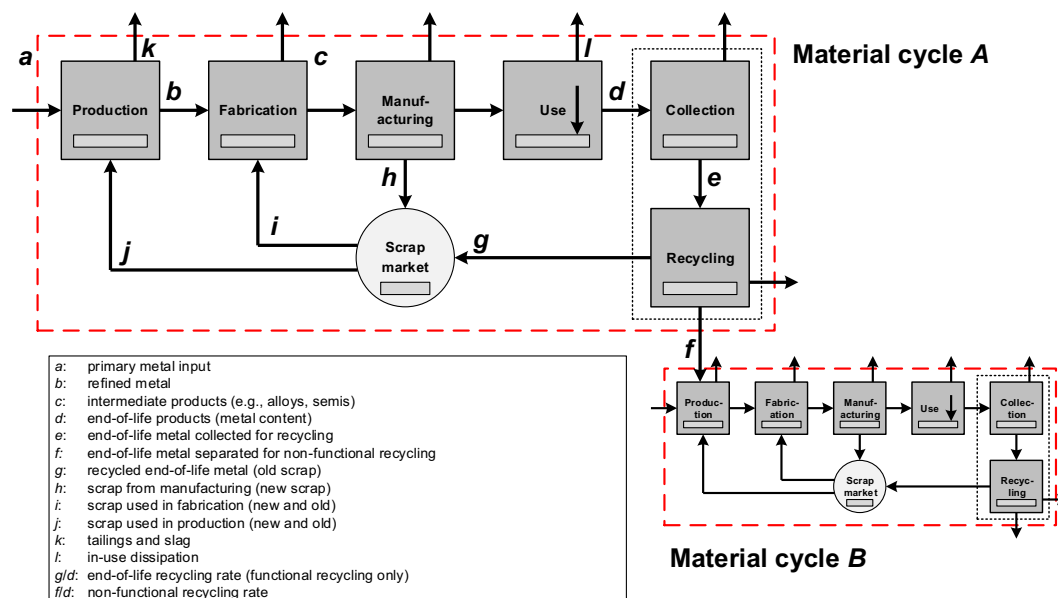 a
k
c
l
Material cycle A
Production
b
Fabrication
Manuf-
acturing
Use
d
Collection
h
e
i
j
Scrap
market
g
Recycling
f
a: primary metal input
b: refined metal
c: intermediate products (e.g., alloys, semis)
d: end-of-life products (metal content)
e: end-of-life metal collected for recycling
f: end-of-life metal separated for non-functional recycling
g: recycled end-of-life metal (old scrap)
h: scrap from manufacturing (new scrap)
i: scrap used in fabrication (new and old)
j: scrap used in production (new and old)
k: tailings and slag
l: in-use dissipation
g/d: end-of-life recycling rate (functional recycling only)
f/d: non-functional recycling rate
Produc-
tion
Fabric-
ation
Manuf-
acturing
Use
Collec-
tion
Scrap
market
Recyc-
ling
Material cycle B